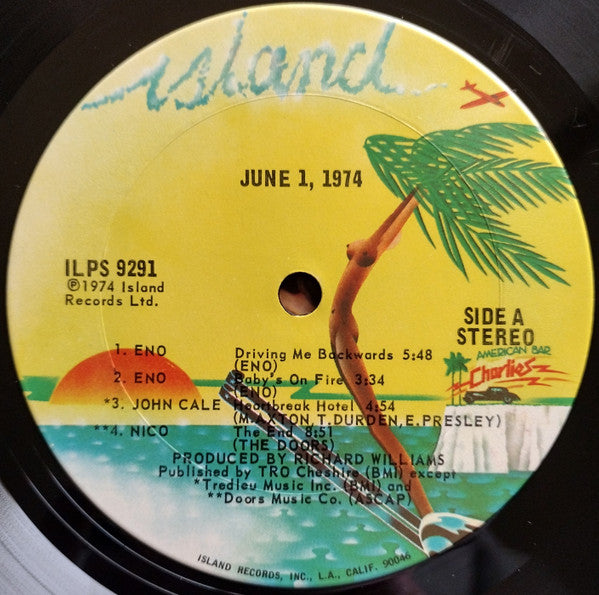 island
JUNE 1, 1974
ILPS 9291
℗1974 Island
Records Ltd.
SIDE A
STEREO
AMERICAN BAR
Charlies
1. ENO Driving Me Backwards 5:48
(ENO)
2. ENO Baby's On Fire 3:34
(ENO)
*3. JOHN CALE Heartbreak Hotel 4:54
(M.AXTON,T.DURDEN,E.PRESLEY)
**4. NICO The End 8:51
(THE DOORS)
PRODUCED BY RICHARD WILLIAMS
Published by TRO Cheshire (BMI) except
*Tredleu Music Inc. (BMI) and
**Doors Music Co. (ASCAP)
ISLAND RECORDS, INC., L.A., CALIF. 90046